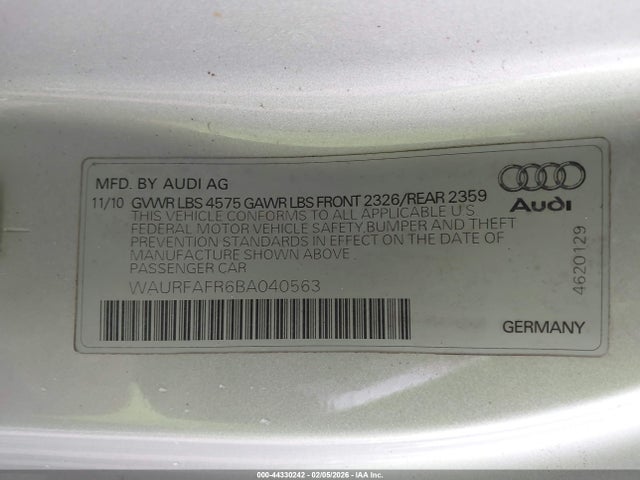 MFD. BY AUDI AG
11/10 GVWR LBS 4575 GAWR LBS FRONT 2326/REAR 2359
THIS VEHICLE CONFORMS TO ALL APPLICABLE U.S
FEDERAL MOTOR VEHICLE SAFETY,BUMPER AND THEFT
PREVENTION STANDARDS IN EFFECT ON THE DATE OF
MANUFACTURE SHOWN ABOVE
PASSENGER CAR
WAURFAFR6BA040563
Audi
4620129
GERMANY
000-44330242 - 02/05/2026 - IAA Inc.